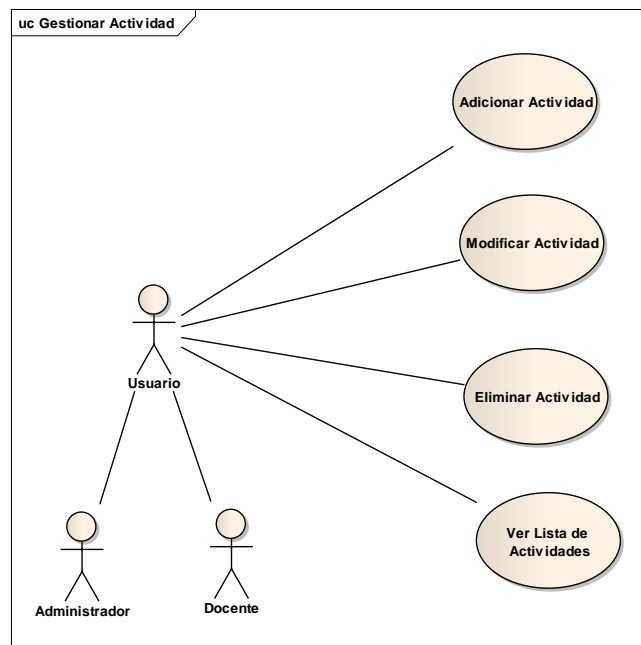 uc Gestionar Actividad
Adicionar Actividad
Modificar Actividad
Usuario
Eliminar Actividad
Ver Lista de
Actividades
Administrador
Docente